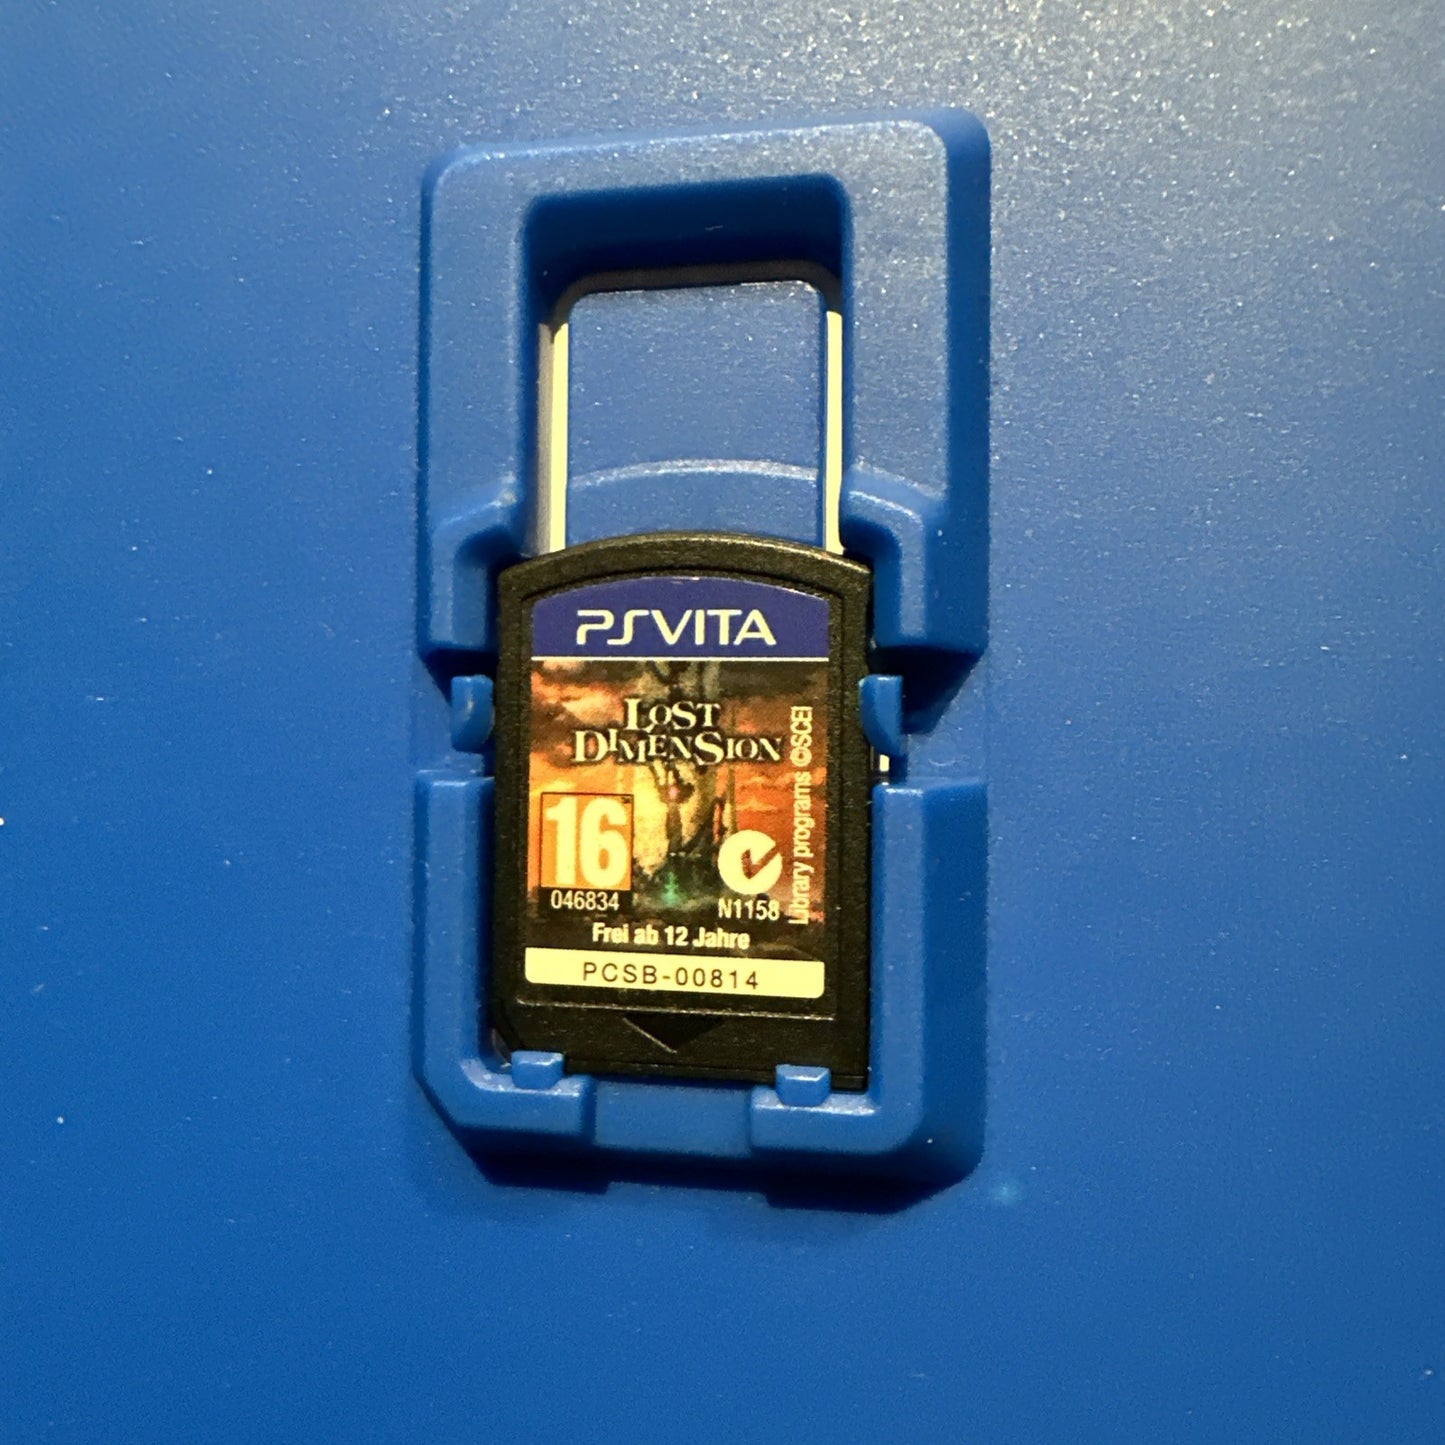 PSVITA
LOST
DIMENSION
Library programs ©SCEI
16
046834
N1158
Frei ab 12 Jahre
PCSB-00814